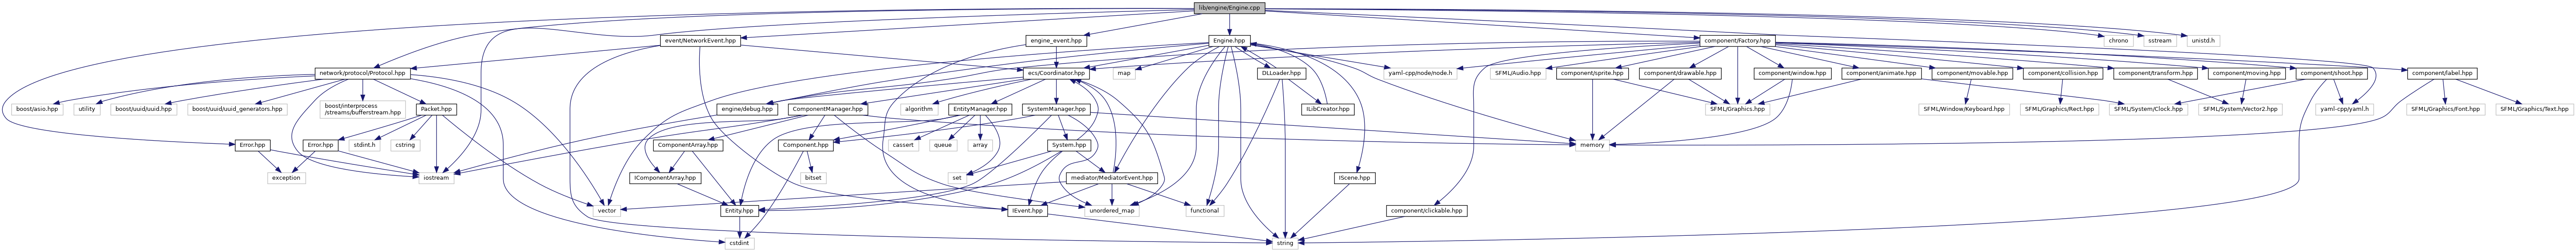 lib/engine/Engine.cpp
event/NetworkEvent.hpp
engine_event.hpp
Engine.hpp
component/Factory.hpp
chrono
sstream
unistd.h
network/protocol/Protocol.hpp
ecs/Coordinator.hpp
map
DLLoader.hpp
yaml-cpp/node/node.h
SFML/Audio.hpp
component/sprite.hpp
component/drawable.hpp
component/window.hpp
component/animate.hpp
component/movable.hpp
component/collision.hpp
component/transform.hpp
component/moving.hpp
component/shoot.hpp
component/label.hpp
boost/asio.hpp
utility
boost/uuid/uuid.hpp
boost/uuid/uuid_generators.hpp
boost/interprocess
/streams/bufferstream.hpp
Packet.hpp
engine/debug.hpp
ComponentManager.hpp
algorithm
EntityManager.hpp
SystemManager.hpp
ILibCreator.hpp
SFML/Graphics.hpp
SFML/Window/Keyboard.hpp
SFML/Graphics/Rect.hpp
SFML/System/Clock.hpp
SFML/System/Vector2.hpp
yaml-cpp/yaml.h
SFML/Graphics/Font.hpp
SFML/Graphics/Text.hpp
Error.hpp
Error.hpp
stdint.h
cstring
ComponentArray.hpp
Component.hpp
cassert
queue
array
System.hpp
memory
exception
iostream
IComponentArray.hpp
bitset
set
mediator/MediatorEvent.hpp
IScene.hpp
vector
Entity.hpp
IEvent.hpp
unordered_map
functional
component/clickable.hpp
cstdint
string